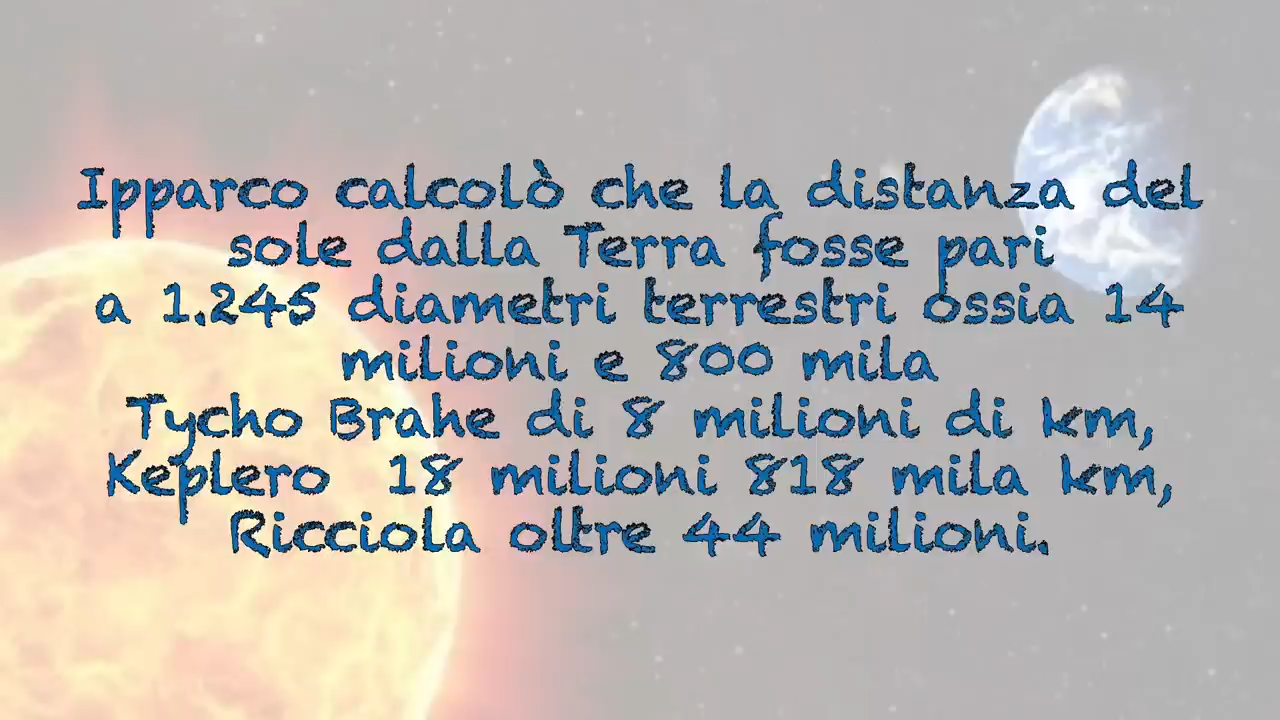 Ipparco calcolò che la distanza del
sole dalla Terra fosse pari
a 1.245 diametri terrestri ossia 14
milioni e 800 mila
Tycho Brahe di 8 milioni di km,
Keplero 18 milioni 818 mila km,
Ricciola oltre 44 milioni.